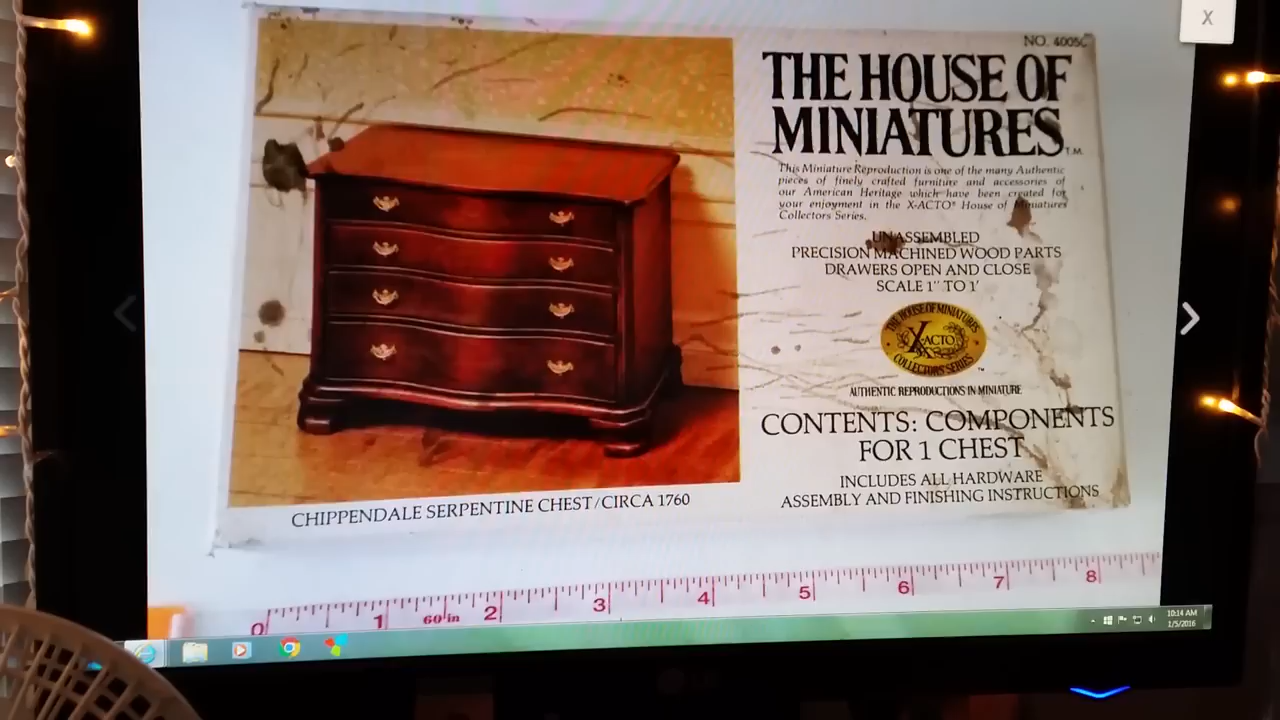 X
NO. 40050
THE HOUSE OF
MINIATURES
T.M.
This Miniature Reproduction is one of the many Authentic
pieces of finely crafted furniture and accessories of
our American Heritage which have been created for
your enjoyment in the X-ACTO® House of Miniatures
Collectors Series.
UNASSEMBLED
PRECISION MACHINED WOOD PARTS
DRAWERS OPEN AND CLOSE
SCALE 1" TO 1'
THE HOUSE OF MINIATURES
X-ACTO
COLLECTORS SERIES
AUTHENTIC REPRODUCTIONS IN MINIATURE
CONTENTS: COMPONENTS
FOR 1 CHEST
INCLUDES ALL HARDWARE
ASSEMBLY AND FINISHING INSTRUCTIONS
CHIPPENDALE SERPENTINE CHEST/CIRCA 1760
0 1 60 in 2 3 4 5 6 7 8
10:14 AM
1/5/2016
LG